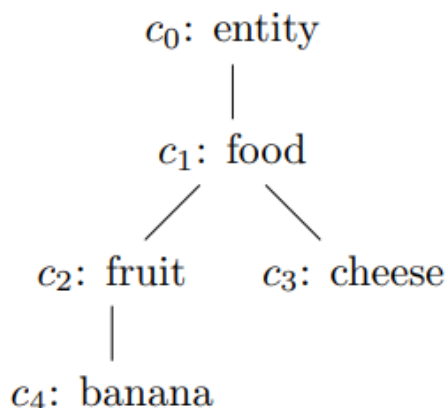 c₀: entity
c₁: food
c₂: fruit c₃: cheese
c₄: banana